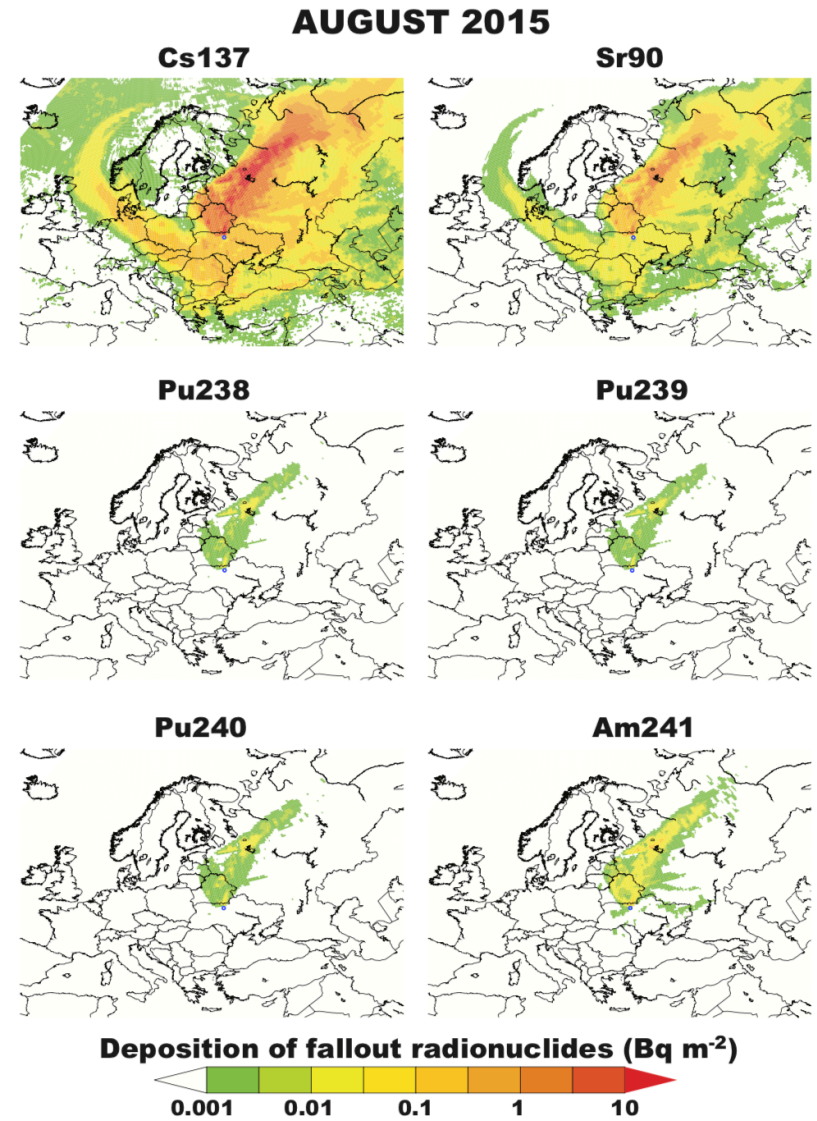 AUGUST 2015
Cs137 Sr90
Pu238 Pu239
Pu240 Am241
Deposition of fallout radionuclides (Bq m-2)
0.001 0.01 0.1 1 10